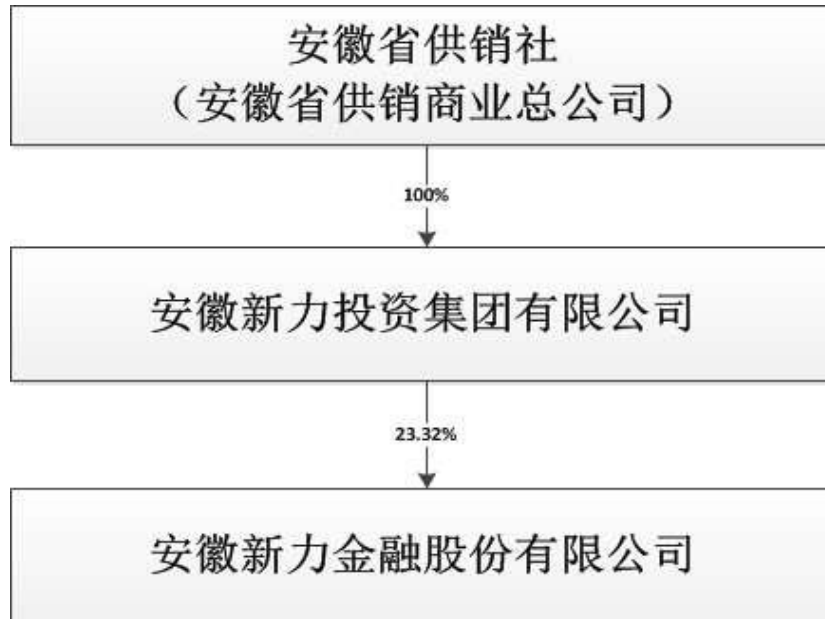 安徽省供销社
（安徽省供销商业总公司）
100%
安徽新力投资集团有限公司
23.32%
安徽新力金融股份有限公司